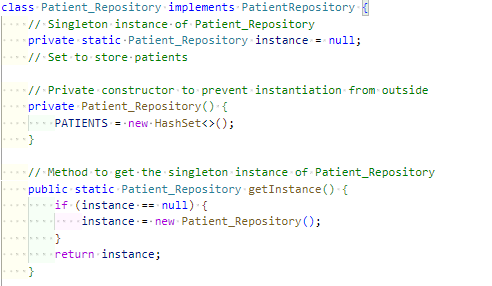 class Patient_Repository implements PatientRepository {
    // Singleton instance of Patient_Repository
    private static Patient_Repository instance = null;
    // Set to store patients

    // Private constructor to prevent instantiation from outside
    private Patient_Repository() {
        PATIENTS = new HashSet<>();
    }

    // Method to get the singleton instance of Patient_Repository
    public static Patient_Repository getInstance() {
        if (instance == null) {
            instance = new Patient_Repository();
        }
        return instance;
    }